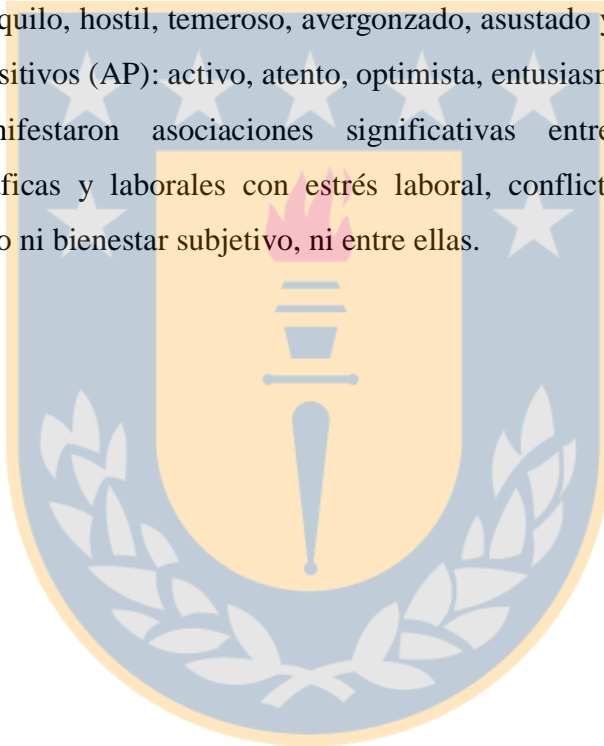 quilo, hostil, temeroso, avergonzado, asustado y
sitivos (AP): activo, atento, optimista, entusiasm
nifestaron asociaciones significativas entre
áficas y laborales con estrés laboral, conflict
o ni bienestar subjetivo, ni entre ellas.